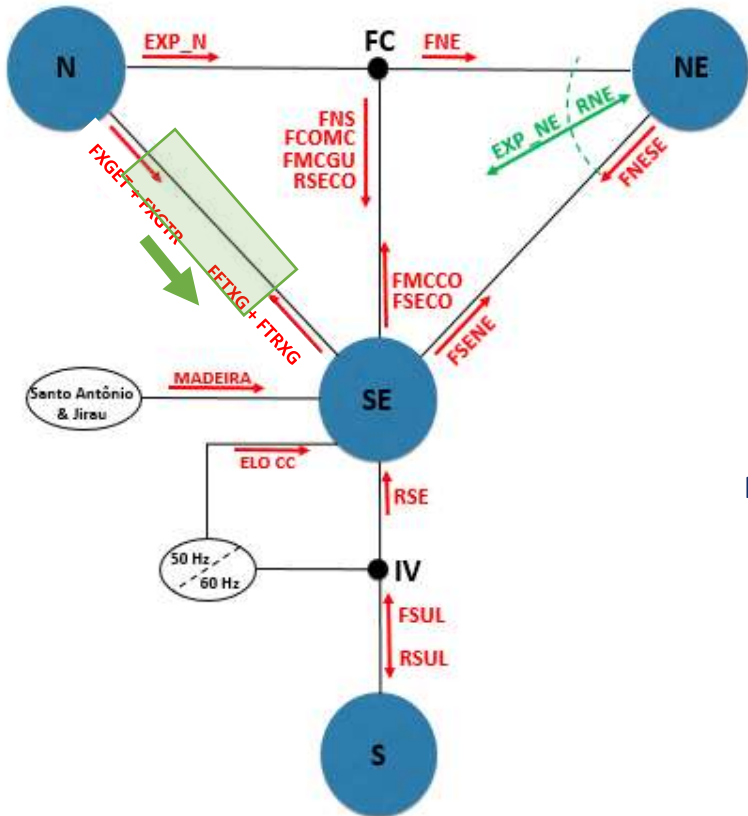 EXP_N
FC
FNE
N
NE
FNS
FCOMC
FMCGU
RSECO
EXP_NE RNE
FNESE
FXGET + FXGTR
FFTXG + FTRXG
FMCCO
FSECO
FSENE
MADEIRA
Santo Antônio
& Jirau
SE
ELO CC
RSE
50 Hz
60 Hz
IV
FSUL
RSUL
S